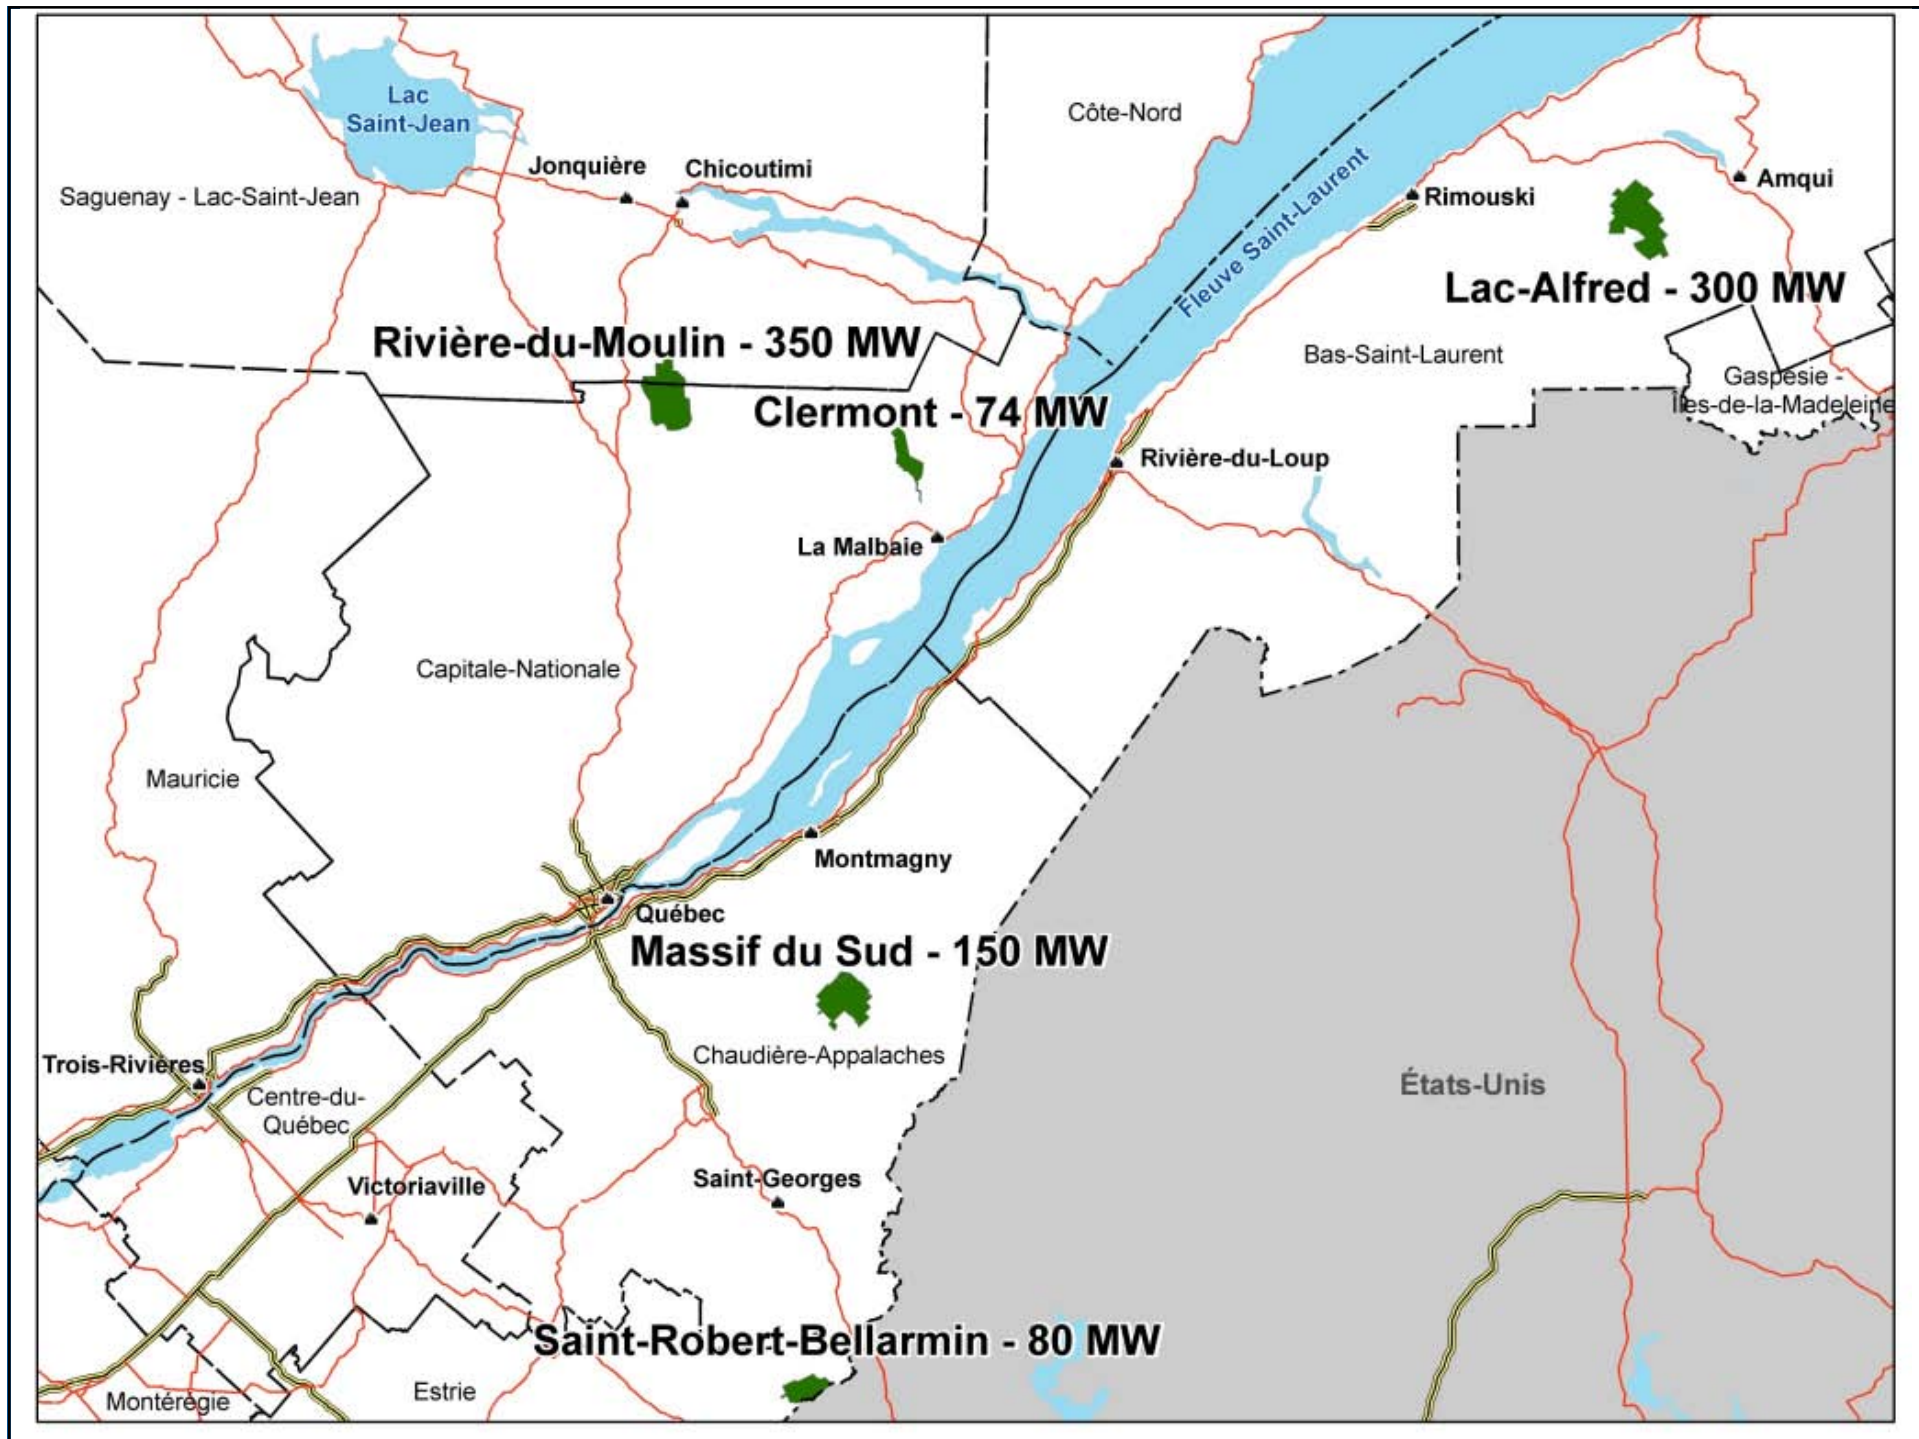 Lac
Saint-Jean
Côte-Nord
Jonquière
Chicoutimi
Saguenay - Lac-Saint-Jean
Fleuve Saint-Laurent
Rimouski
Amqui
Lac-Alfred - 300 MW
Rivière-du-Moulin - 350 MW
Bas-Saint-Laurent
Gaspésie -
Îles-de-la-Madeleine
Clermont - 74 MW
Rivière-du-Loup
La Malbaie
Capitale-Nationale
Mauricie
Montmagny
Québec
Massif du Sud - 150 MW
Chaudière-Appalaches
Trois-Rivières
Centre-du-
Québec
États-Unis
Victoriaville
Saint-Georges
Saint-Robert-Bellarmin - 80 MW
Estrie
Montérégie